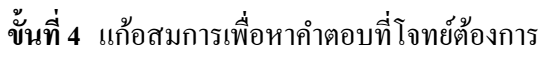 ขั้นที่ 4 แก้อสมการเพื่อหาคำตอบที่โจทย์ต้องการ